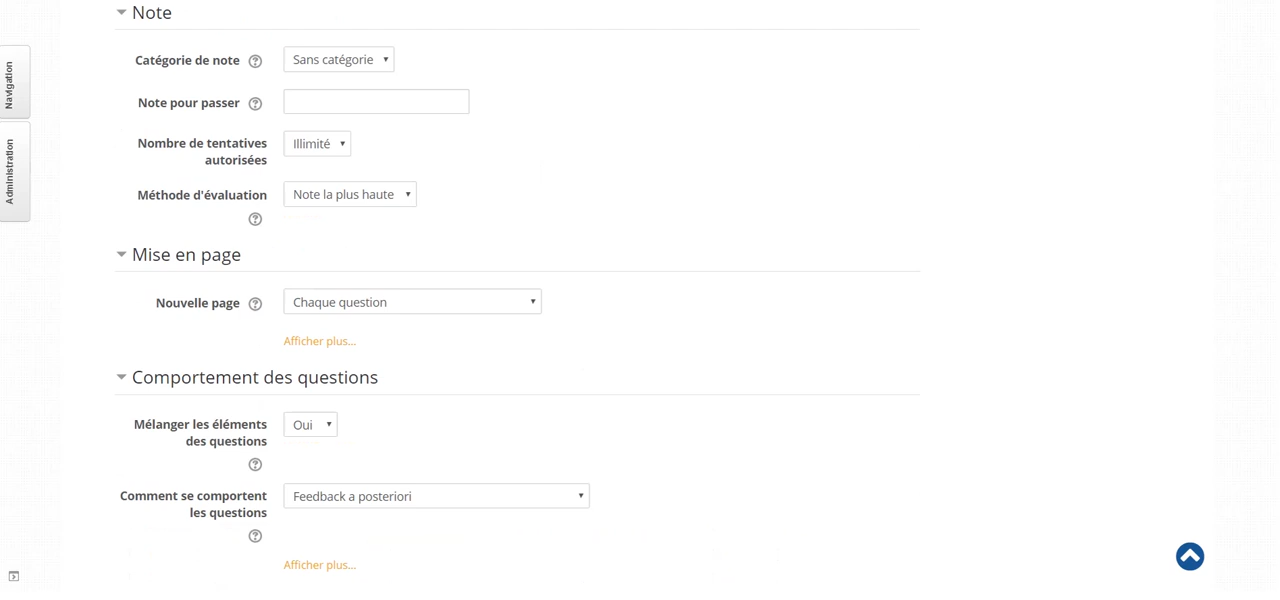 Note
Catégorie de note
Sans catégorie
Note pour passer
Nombre de tentatives
autorisées
Illimité
Méthode d'évaluation
Note la plus haute
Mise en page
Nouvelle page
Chaque question
Afficher plus...
Comportement des questions
Mélanger les éléments
des questions
Oui
Comment se comportent
les questions
Feedback a posteriori
Afficher plus...
Navigation
Administration